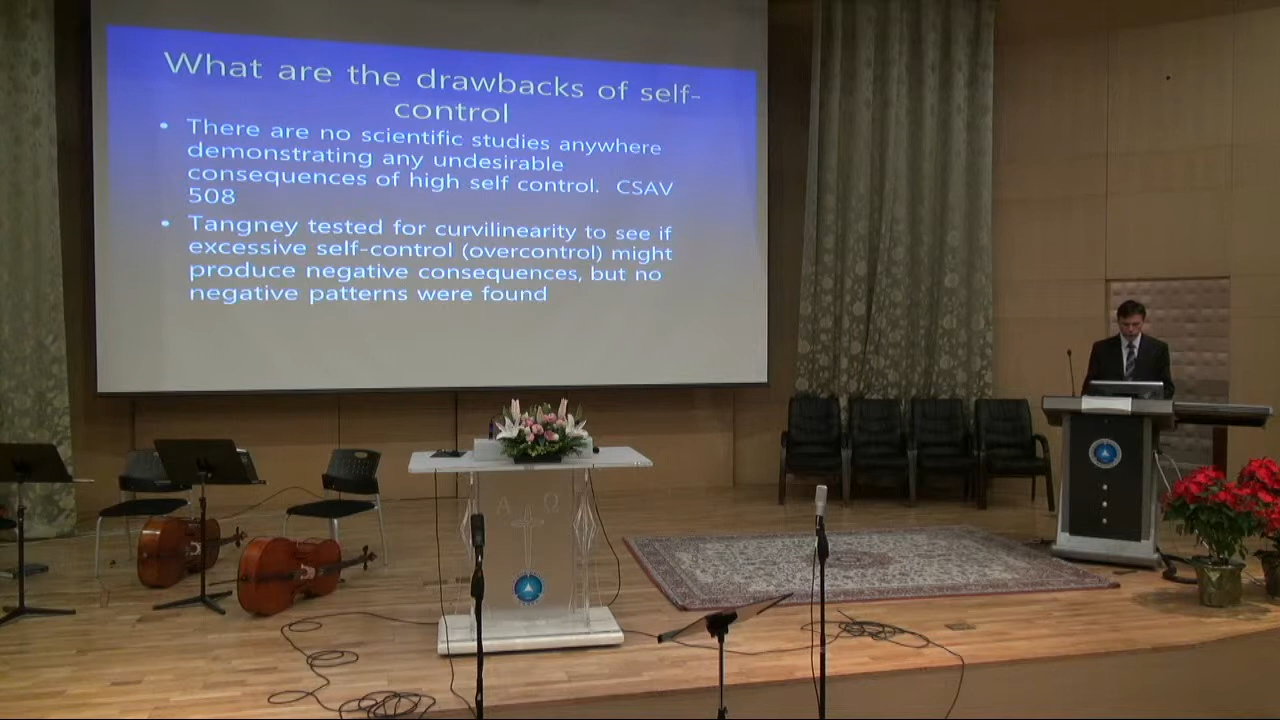 What are the drawbacks of self-
control
• There are no scientific studies anywhere
demonstrating any undesirable
consequences of high self control. CSAV
508
• Tangney tested for curvilinearity to see if
excessive self-control (overcontrol) might
produce negative consequences, but no
negative patterns were found
Α Ω